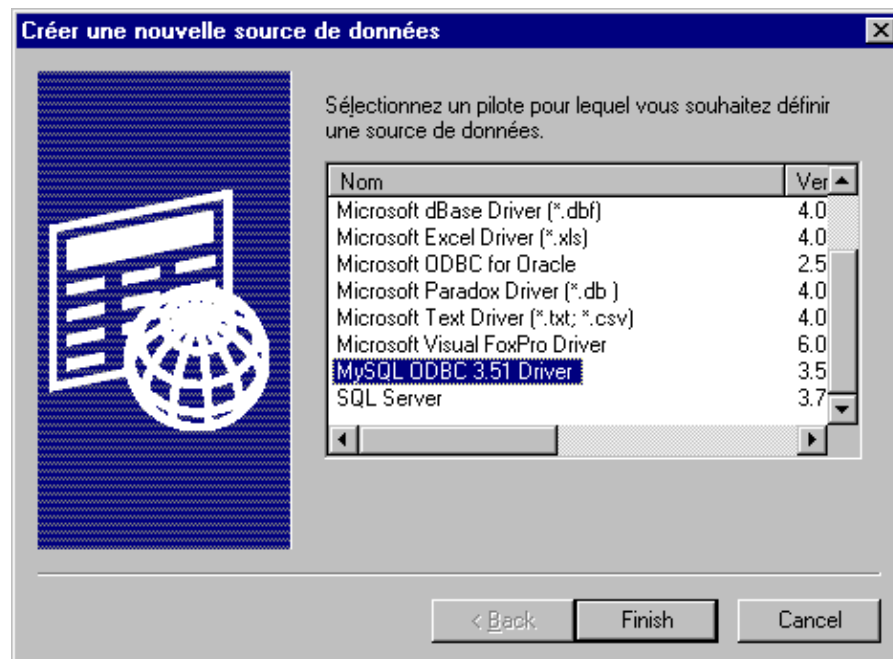 Créer une nouvelle source de données
Sélectionnez un pilote pour lequel vous souhaitez définir
une source de données.
Nom Ver
Microsoft dBase Driver (*.dbf) 4.0
Microsoft Excel Driver (*.xls) 4.0
Microsoft ODBC for Oracle 2.5
Microsoft Paradox Driver (*.db ) 4.0
Microsoft Text Driver (*.txt; *.csv) 4.0
Microsoft Visual FoxPro Driver 6.0
MySQL ODBC 3.51 Driver 3.5
SQL Server 3.7
< Back Finish Cancel